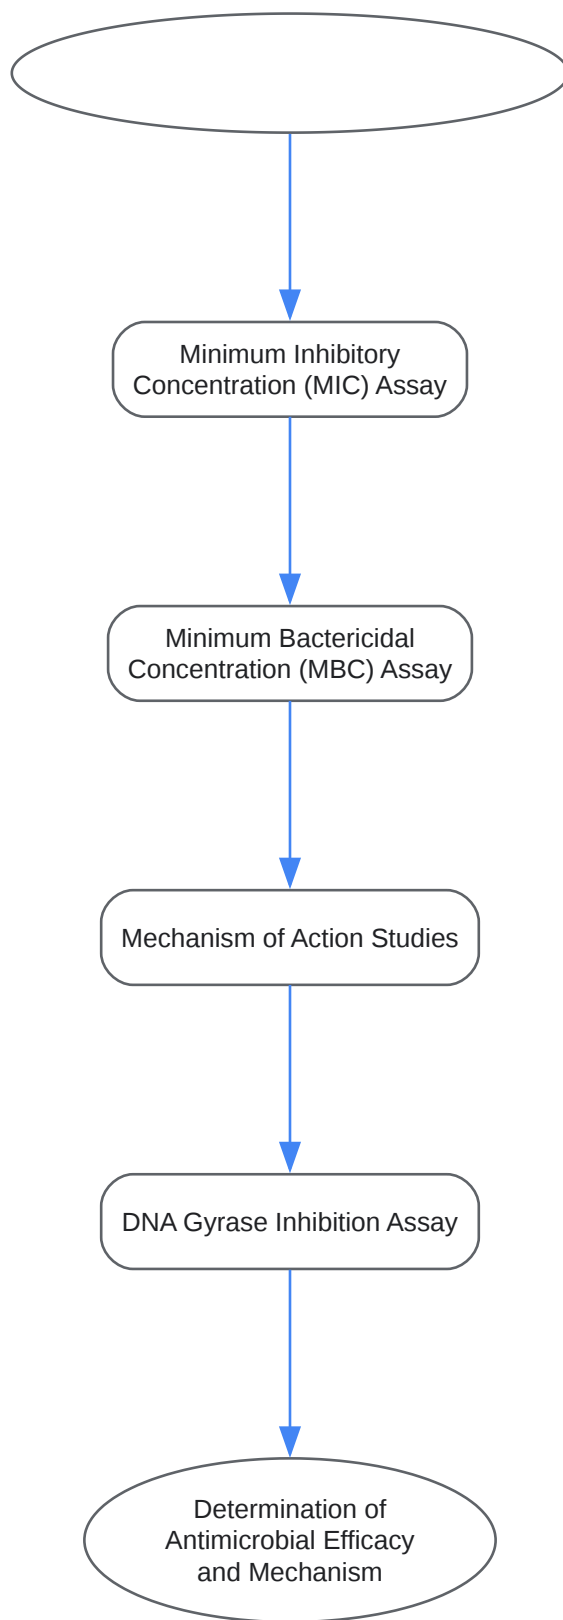 Minimum Inhibitory
Concentration (MIC) Assay
Minimum Bactericidal
Concentration (MBC) Assay
Mechanism of Action Studies
DNA Gyrase Inhibition Assay
Determination of
Antimicrobial Efficacy
and Mechanism